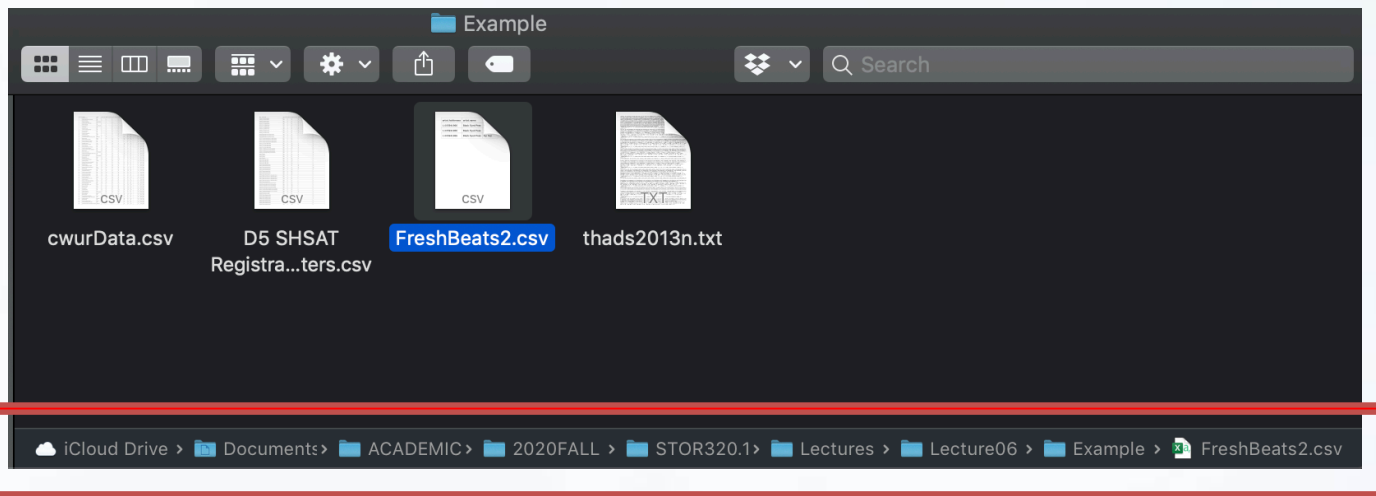 Example
Search
CSV
CSV
CSV
TXT
cwurData.csv
D5 SHSAT
Registra...ters.csv
FreshBeats2.csv
thads2013n.txt
iCloud Drive > Documents > ACADEMIC > 2020FALL > STOR320.1 > Lectures > Lecture06 > Example > FreshBeats2.csv